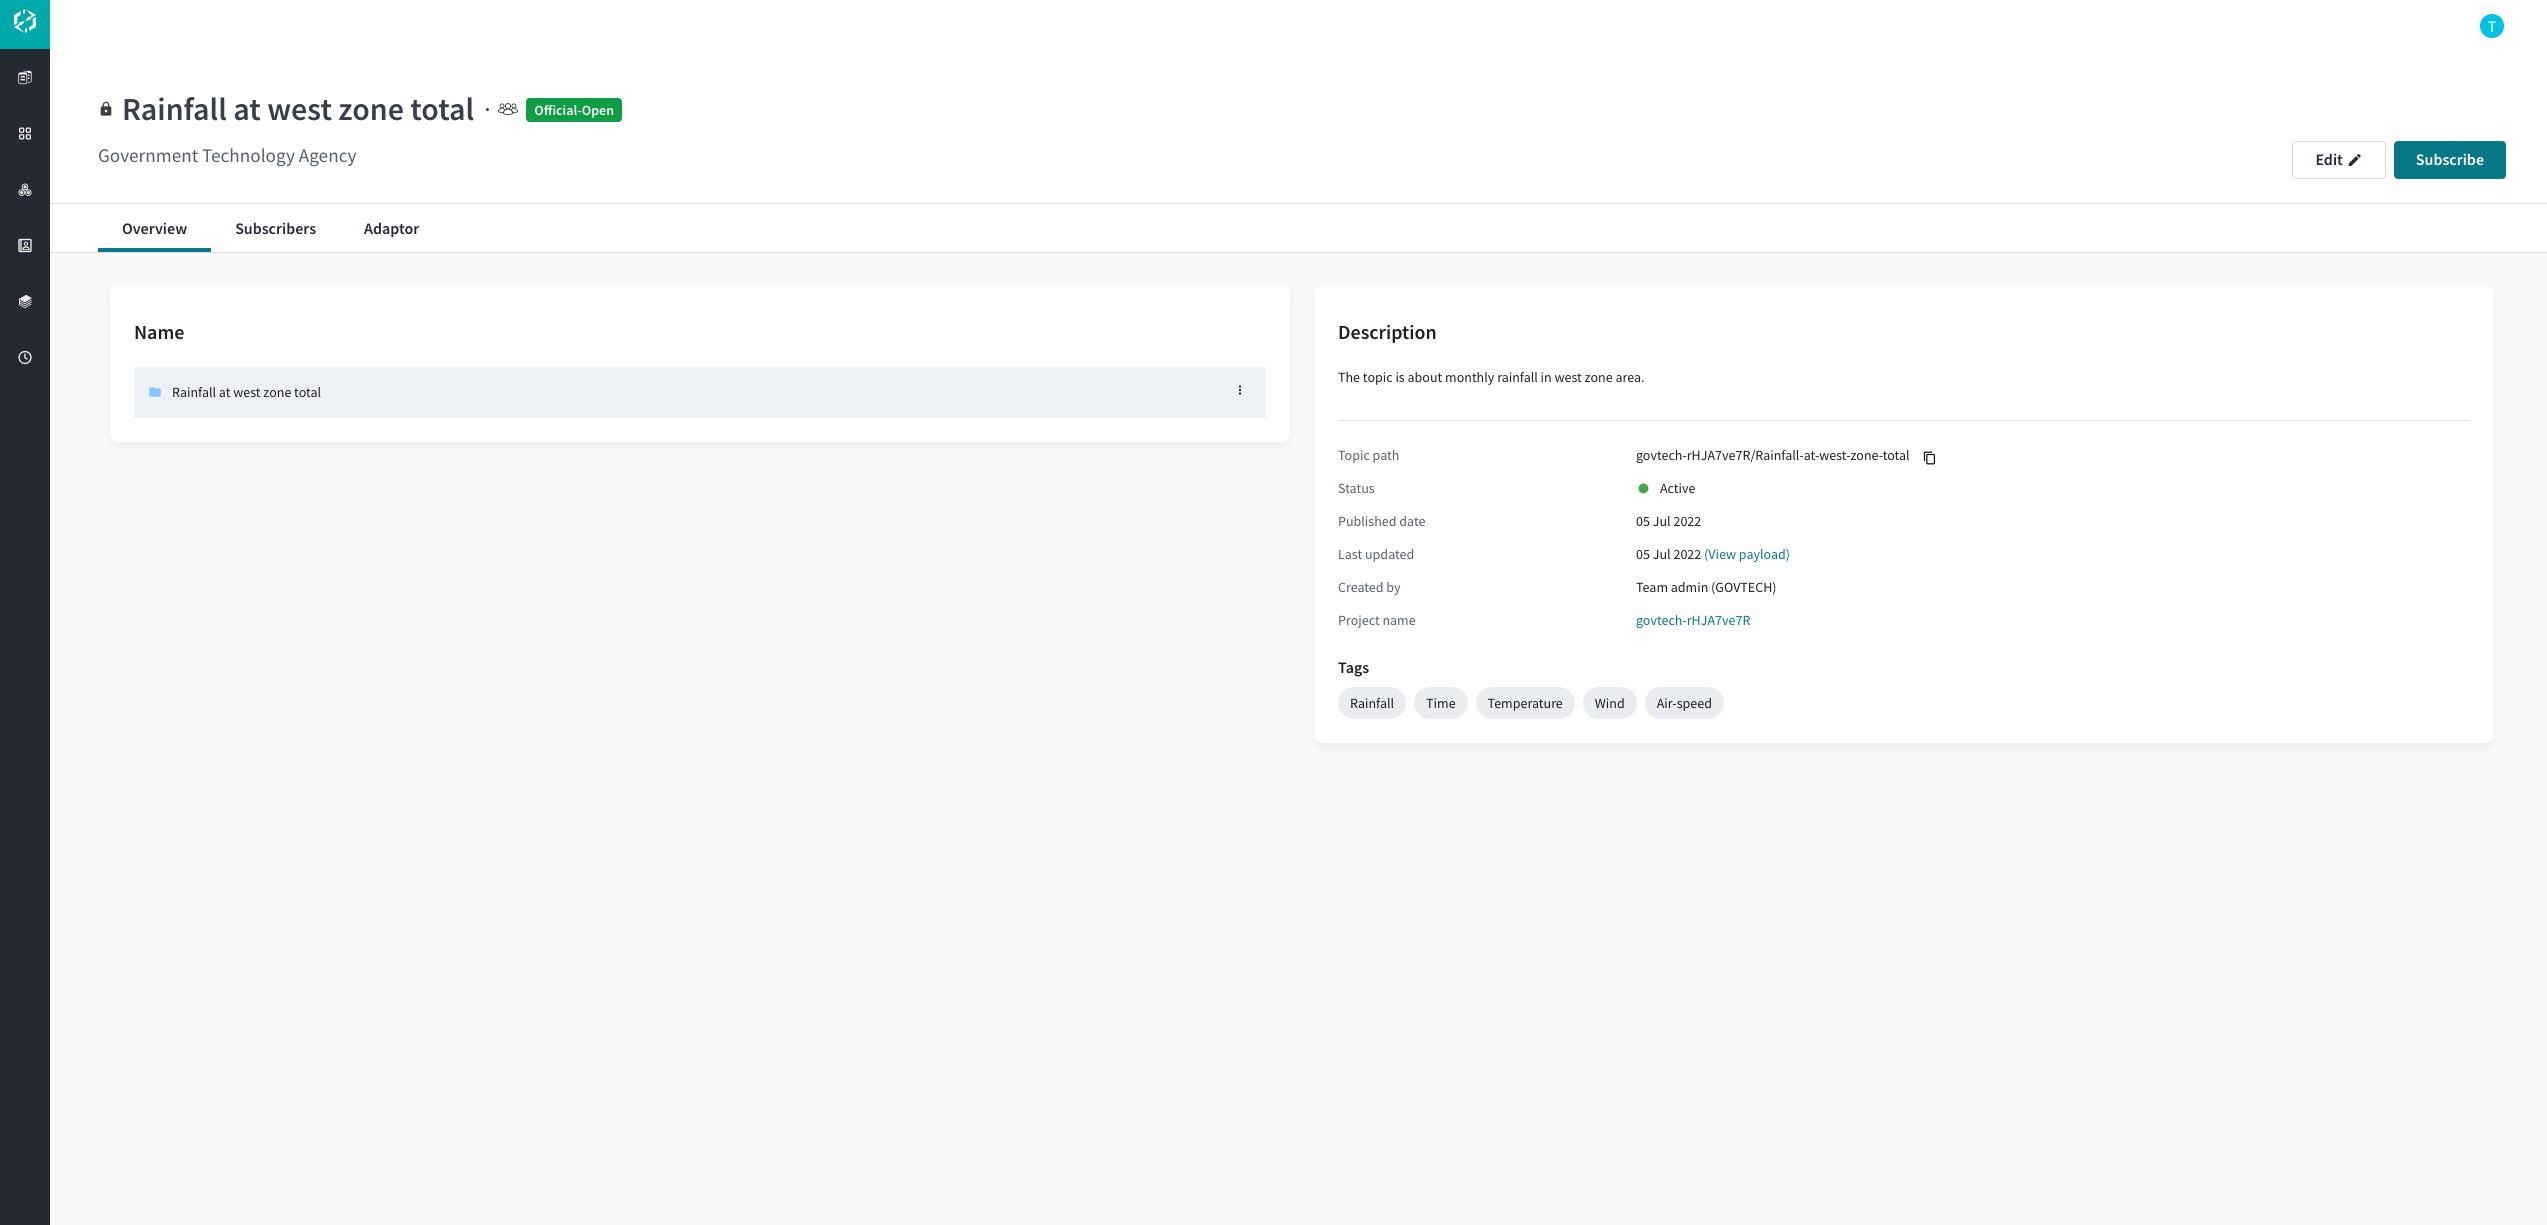 T
Rainfall at west zone total · Official-Open
Government Technology Agency
Edit
Subscribe
Overview
Subscribers
Adaptor
Name
Rainfall at west zone total
Description
The topic is about monthly rainfall in west zone area.
Topic path govtech-rHJA7ve7R/Rainfall-at-west-zone-total
Status Active
Published date 05 Jul 2022
Last updated 05 Jul 2022 (View payload)
Created by Team admin (GOVTECH)
Project name govtech-rHJA7ve7R
Tags
Rainfall Time Temperature Wind Air-speed